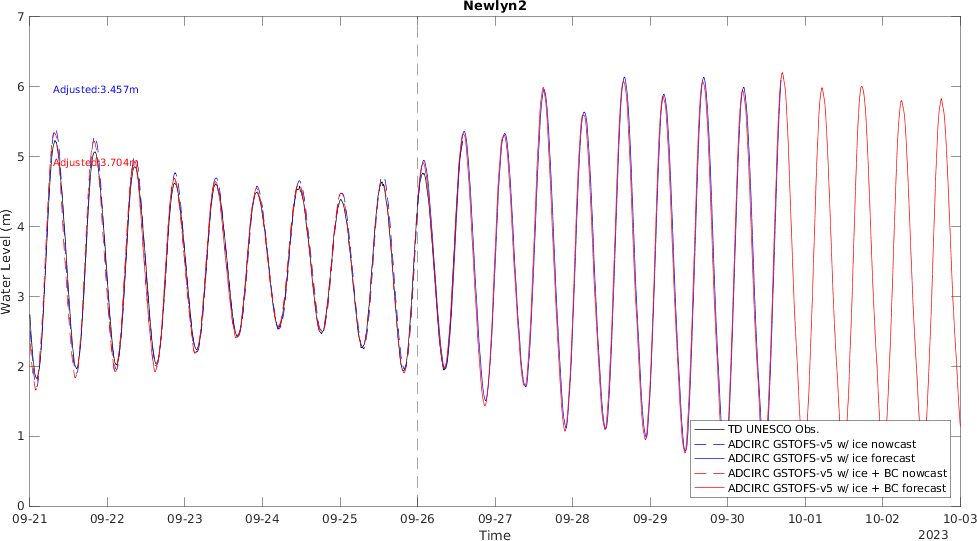 Newlyn2
7
6
5
4
3
2
1
0
Water Level (m)
Adjusted:3.457m
Adjusted:3.704m
TD UNESCO Obs.
ADCIRC GSTOFS-v5 w/ ice nowcast
ADCIRC GSTOFS-v5 w/ ice forecast
ADCIRC GSTOFS-v5 w/ ice + BC nowcast
ADCIRC GSTOFS-v5 w/ ice + BC forecast
09-21 09-22 09-23 09-24 09-25 09-26 09-27 09-28 09-29 09-30 10-01 10-02 10-03
Time
2023